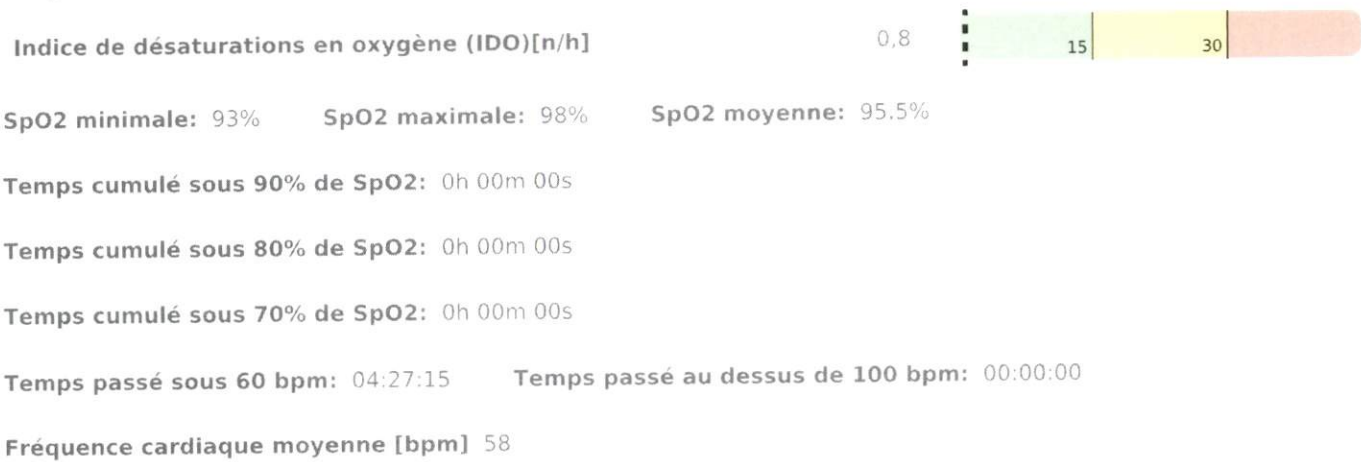 Indice de désaturations en oxygène (IDO)[n/h] 0,8 15 30
SpO2 minimale: 93% SpO2 maximale: 98% SpO2 moyenne: 95.5%
Temps cumulé sous 90% de SpO2: 0h 00m 00s
Temps cumulé sous 80% de SpO2: 0h 00m 00s
Temps cumulé sous 70% de SpO2: 0h 00m 00s
Temps passé sous 60 bpm: 04:27:15 Temps passé au dessus de 100 bpm: 00:00:00
Fréquence cardiaque moyenne [bpm] 58